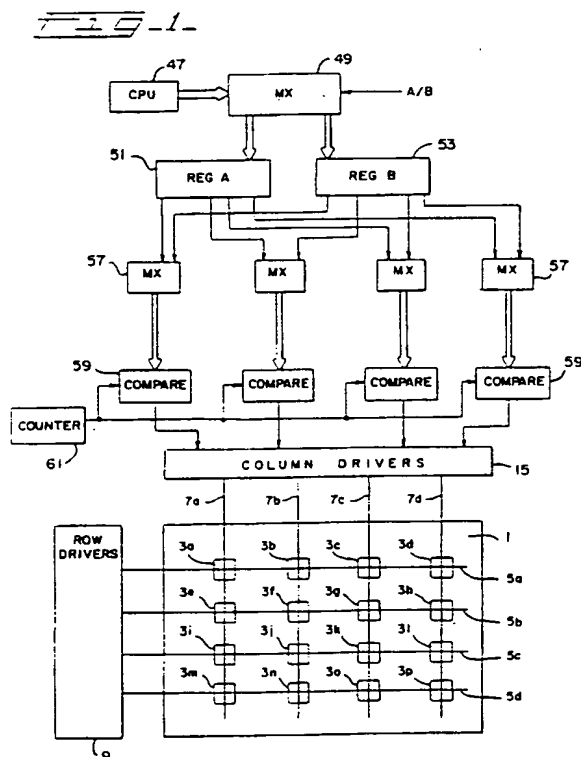 Fig-1-
47
49
CPU
MX
A/B
51
53
REG A
REG B
57
MX
MX
MX
MX
57
59
COMPARE
COMPARE
COMPARE
COMPARE
59
COUNTER
61
COLUMN DRIVERS
15
7a
7b
7c
7d
ROW
DRIVERS
1
3a
3b
3c
3d
5a
3e
3f
3g
3h
5b
3i
3j
3k
3l
5c
3m
3n
3o
3p
5d
9